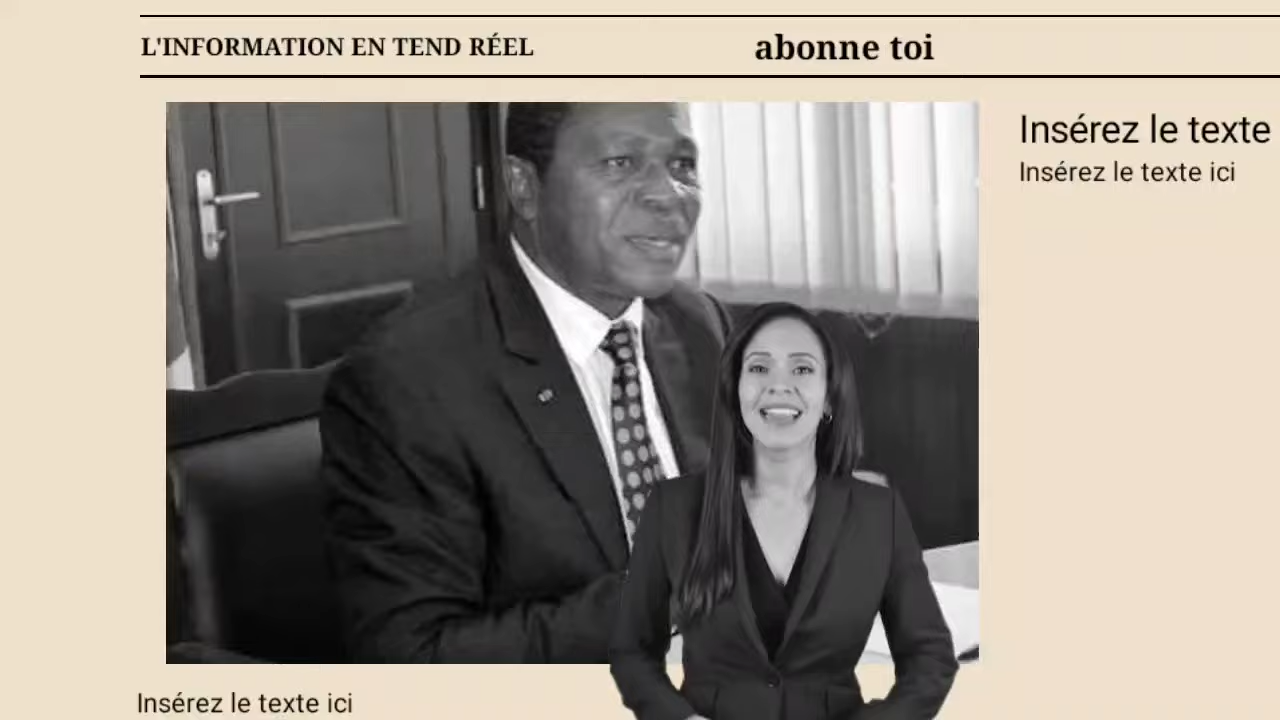 L'INFORMATION EN TEND RÉEL
abonne toi
Insérez le texte
Insérez le texte ici
Insérez le texte ici